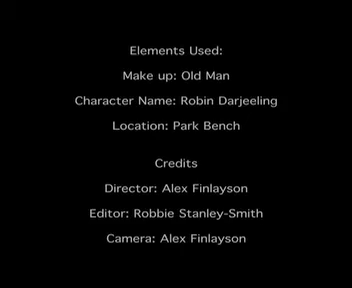 Elements Used:
Make up: Old Man
Character Name: Robin Darjeeling
Location: Park Bench
Credits
Director: Alex Finlayson
Editor: Robbie Stanley-Smith
Camera: Alex Finlayson